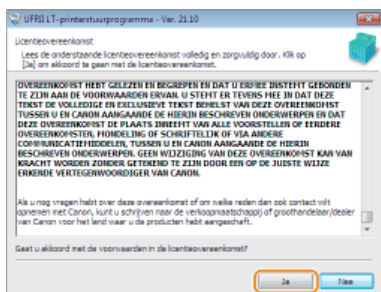 UFRII LT-printerstuurprogramma - Ver. 21.10
Licentieovereenkomst
Lees de onderstaande licentieovereenkomst volledig en zorgvuldig door. Klik op
[Ja] om akkoord te gaan met de licentieovereenkomst.
OVEREENKOMST HEBT GELEZEN EN BEGREPEN EN DAT U ERMEE INSTEMT GEBONDEN
TE ZIJN AAN DE VOORWAARDEN ERVAN. U STEMT ER TEVENS MEE IN DAT DEZE
TEKST DE VOLLEDIGE EN EXCLUSIEVE TEKST BEHELST VAN DEZE OVEREENKOMST
TUSSEN U EN CANON AANGAANDE DE HIERIN BESCHREVEN ONDERWERPEN EN DAT
DEZE OVEREENKOMST DE PLAATS INNEEMT VAN ALLE VOORSTELLEN OF EERDERE
OVEREENKOMSTEN, MONDELING OF SCHRIFTELIJK OF VIA ANDERE
COMMUNICATIEMIDDELEN, TUSSEN U EN CANON AANGAANDE DE HIERIN
BESCHREVEN ONDERWERPEN. GEEN WIJZIGING VAN DEZE OVEREENKOMST KAN VAN
KRACHT WORDEN ZONDER GETEKEND TE ZIJN DOOR EEN OP DE JUISTE WIJZE
ERKENDE VERTEGENWOORDIGER VAN CANON.
Als u nog vragen hebt over deze overeenkomst of om welke reden dan ook contact wilt
opnemen met Canon, kunt u schrijven naar de verkoopmaatschappij of groothandelaar/dealer
van Canon voor het land waar u de producten hebt aangeschaft.
Gaat u akkoord met de voorwaarden in de licentieovereenkomst?
Ja
Nee